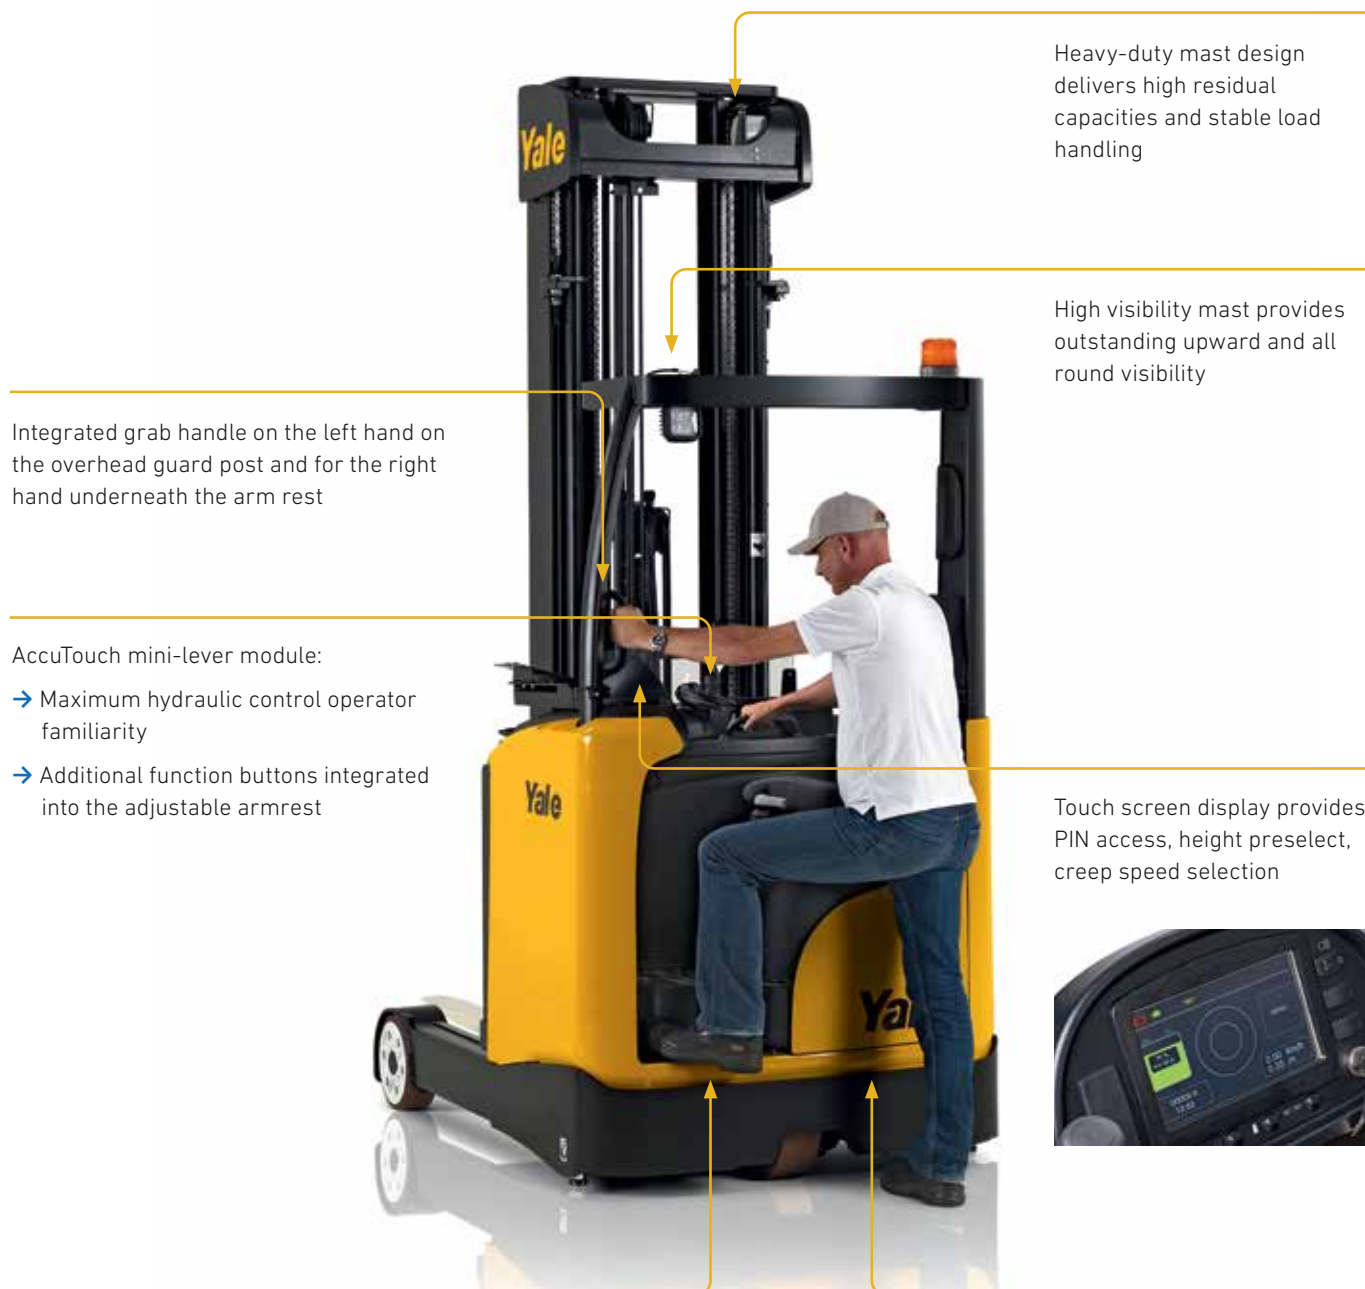 Heavy-duty mast design
delivers high residual
capacities and stable load
handling
Yale
High visibility mast provides
outstanding upward and all
round visibility
Integrated grab handle on the left hand on
the overhead guard post and for the right
hand underneath the arm rest
AccuTouch mini-lever module:
→ Maximum hydraulic control operator
familiarity
→ Additional function buttons integrated
into the adjustable armrest
Yale
Touch screen display provides
PIN access, height preselect,
creep speed selection
Ya